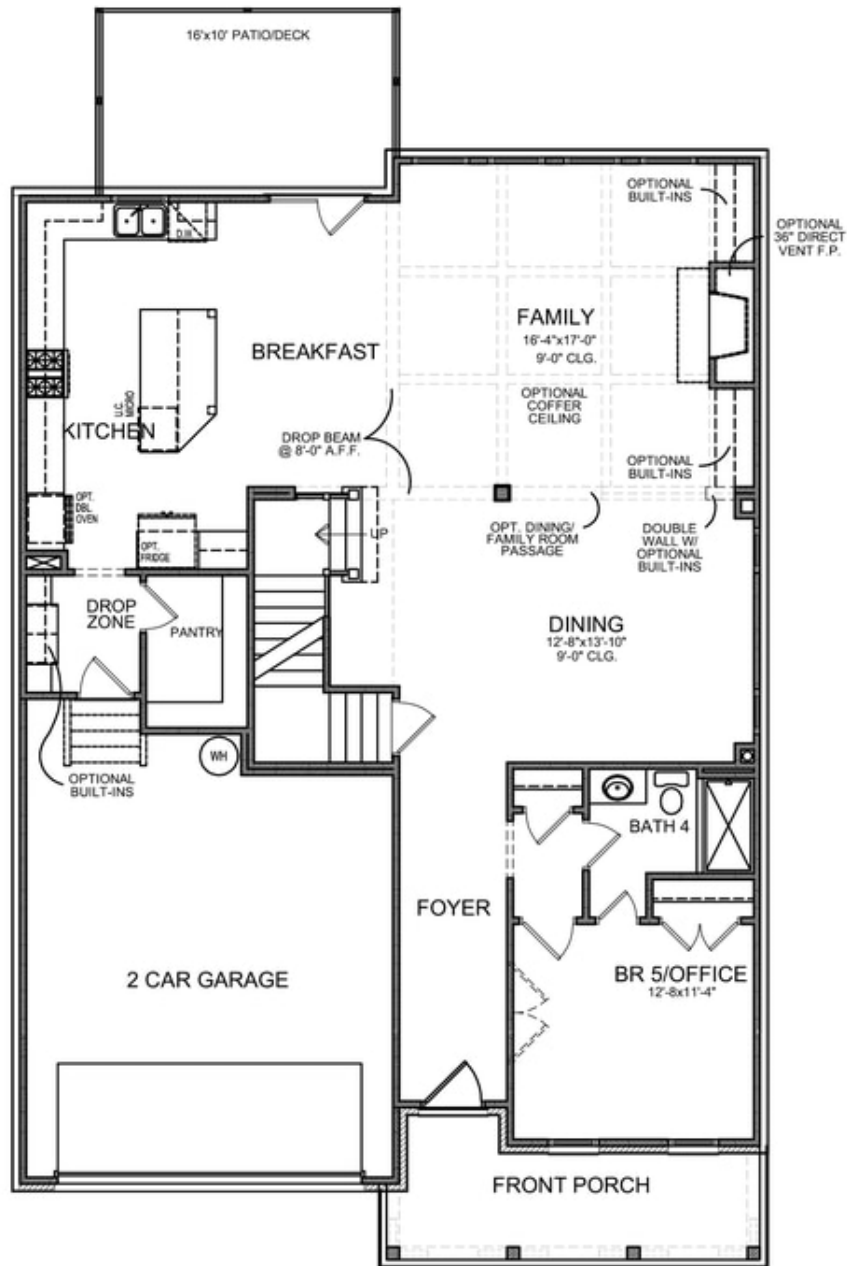 16'x10' PATIO/DECK
OPTIONAL
BUILT-INS
OPTIONAL
36" DIRECT
VENT F.P.
D.W.
FAMILY
16'-4"x17'-0"
9'-0" CLG.
BREAKFAST
OPTIONAL
COFFER
CEILING
U.C.
MICRO
KITCHEN
DROP BEAM
@ 8'-0" A.F.F.
OPTIONAL
BUILT-INS
OPT.
DBL
OVEN
OPT.
FRIDGE
UP
OPT. DINING/
FAMILY ROOM
PASSAGE
DOUBLE
WALL W/
OPTIONAL
BUILT-INS
DROP
ZONE
PANTRY
DINING
12'-8"x13'-10"
9'-0" CLG.
WH
OPTIONAL
BUILT-INS
BATH 4
FOYER
2 CAR GARAGE
BR 5/OFFICE
12'-8x11'-4"
FRONT PORCH